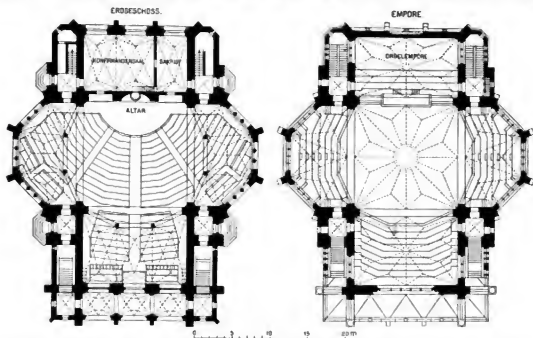 ERDGESCHOSS.
KONFIRMANDENSAAL
SAKRISTEI
ALTAR
EMPORE
ORGELEMPORE
0 5 10 15 20 M